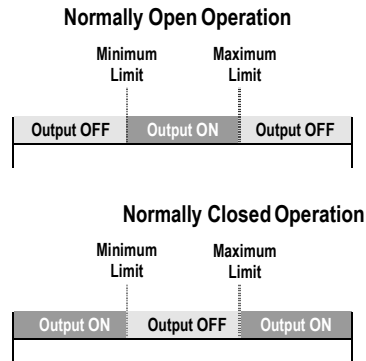 Normally Open Operation
Minimum Maximum
Limit Limit
Output OFF Output ON Output OFF
Normally Closed Operation
Minimum Maximum
Limit Limit
Output ON Output OFF Output ON